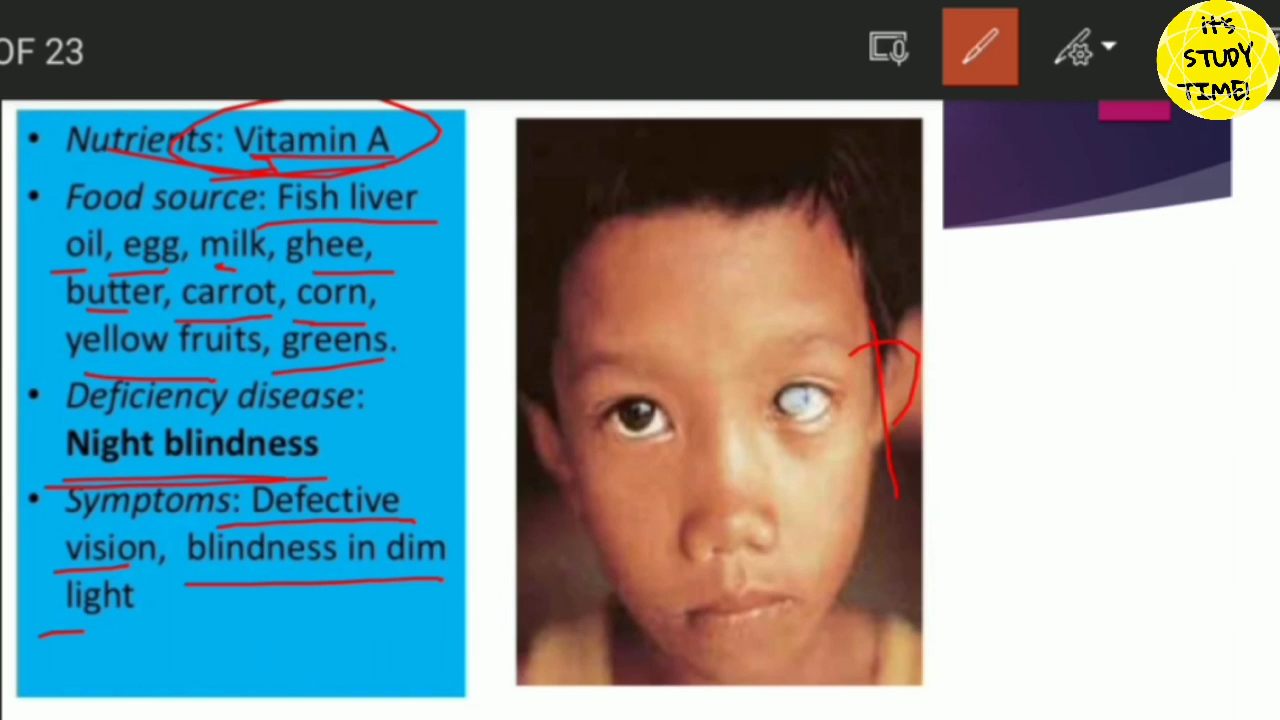 OF 23
It's
STUDY
TIME!
• Nutrients: Vitamin A
• Food source: Fish liver
oil, egg, milk, ghee,
butter, carrot, corn,
yellow fruits, greens.
• Deficiency disease:
Night blindness
• Symptoms: Defective
vision, blindness in dim
light